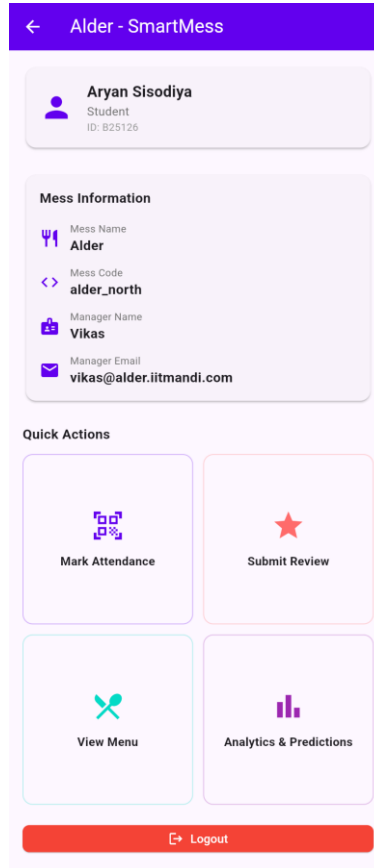 Alder - SmartMess
Aryan Sisodiya
Student
ID: B25126
Mess Information
Mess Name
Alder
Mess Code
alder_north
Manager Name
Vikas
Manager Email
vikas@alder.iitmandi.com
Quick Actions
Mark Attendance
Submit Review
View Menu
Analytics & Predictions
Logout